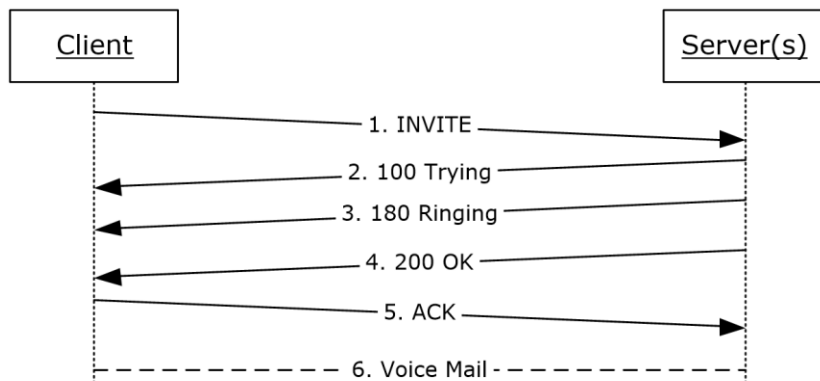 Client
Server(s)
1. INVITE
2. 100 Trying
3. 180 Ringing
4. 200 OK
5. ACK
6. Voice Mail